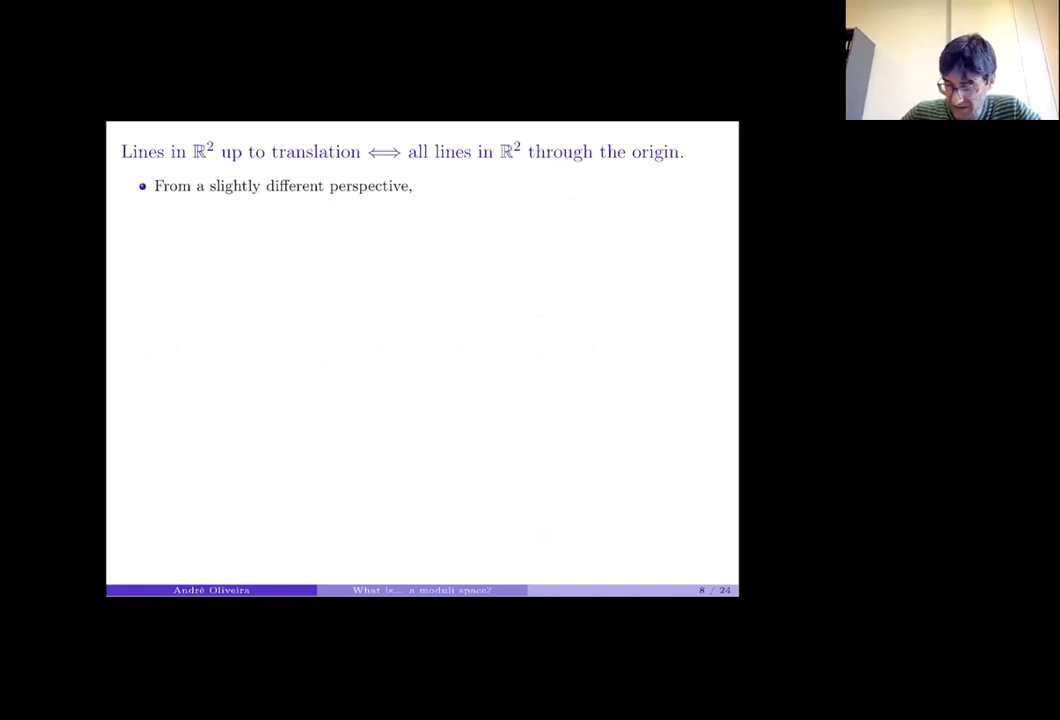 Lines in ℝ² up to translation ⟺ all lines in ℝ² through the origin.
From a slightly different perspective,
André Oliveira What is... a moduli space? 8 / 24